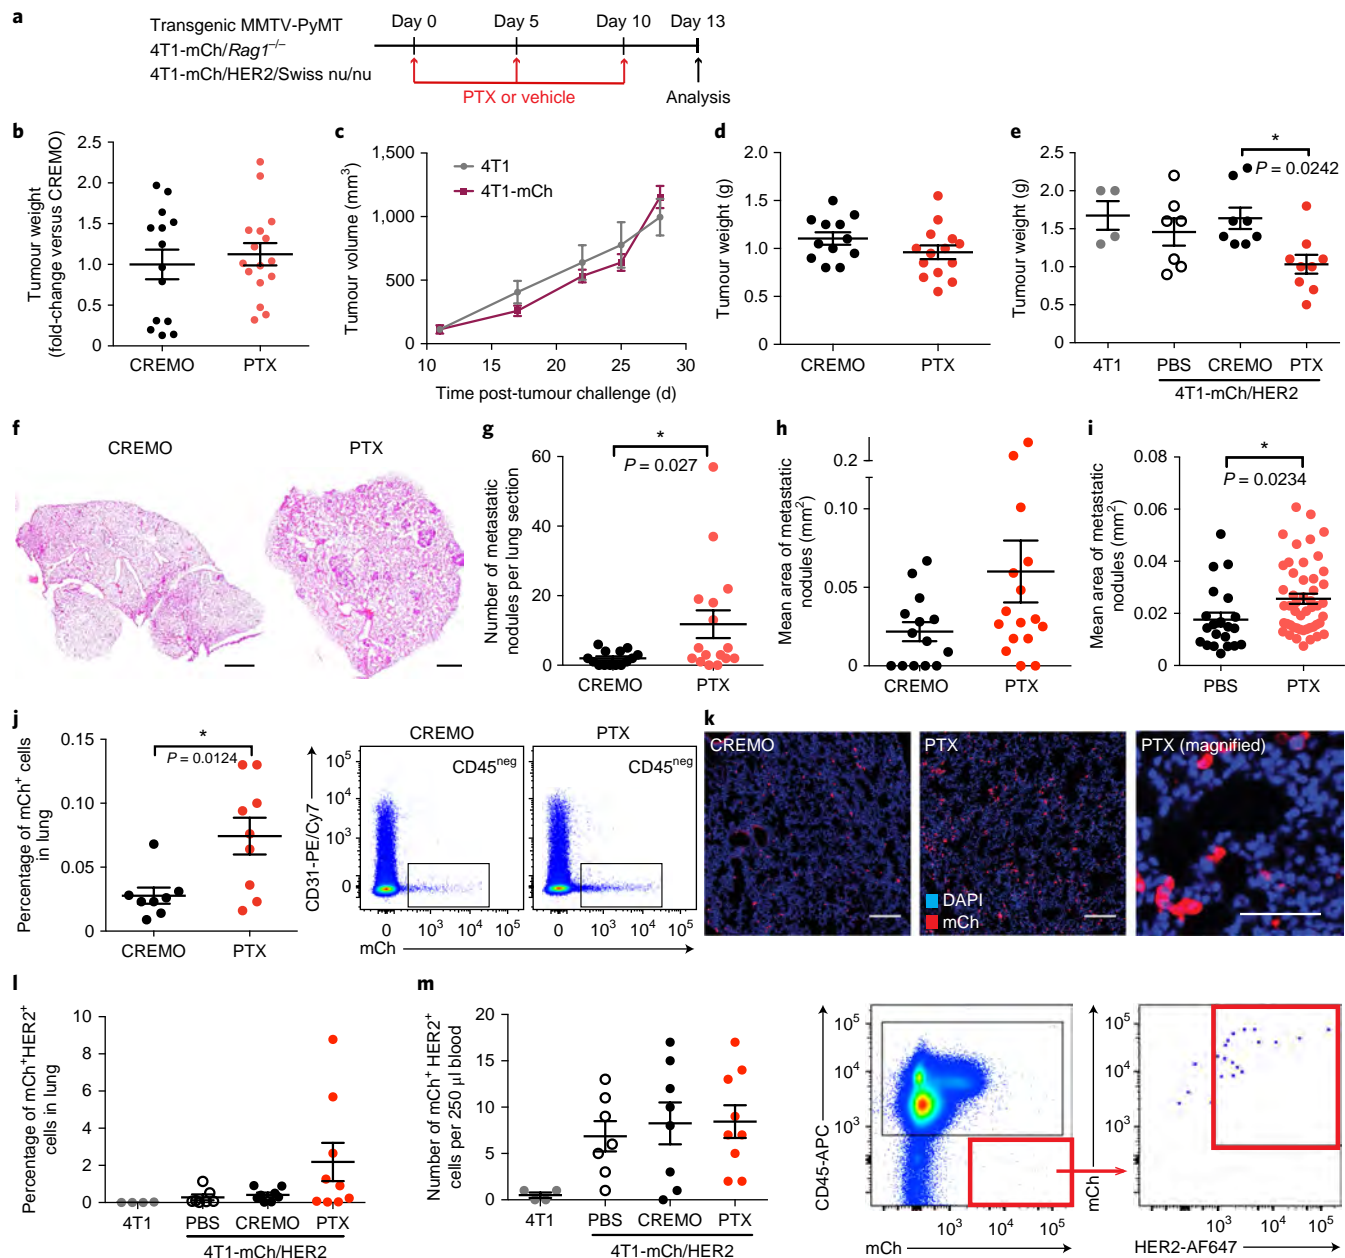 a
Transgenic MMTV-PyMT
4T1-mCh/Rag1–/–
4T1-mCh/HER2/Swiss nu/nu
Day 0 Day 5 Day 10 Day 13
PTX or vehicle
Analysis
b
Tumour weight
(fold-change versus CREMO)
2.5
2.0
1.5
1.0
0.5
0
CREMO PTX
c
Tumour volume (mm3)
1,500
1,000
500
0
4T1
4T1-mCh
10 15 20 25 30
Time post-tumour challenge (d)
d
Tumour weight (g)
2.0
1.5
1.0
0.5
0
CREMO PTX
e
Tumour weight (g)
2.5
2.0
1.5
1.0
0.5
0
*
P = 0.0242
4T1 PBS CREMO PTX
4T1-mCh/HER2
f
CREMO PTX
g
Number of metastatic
nodules per lung section
60
40
20
0
*
P = 0.027
CREMO PTX
h
Mean area of metastatic
nodules (mm2)
0.2
0.05
0
CREMO PTX
i
Mean area of metastatic
nodules (mm2)
0.08
0.06
0.04
0.02
0
*
P = 0.0234
PBS PTX
j
Percentage of mCh+ cells
in lung
0.15
0.10
0.05
0
*
P = 0.0124
CREMO PTX
CREMO PTX
CD31-PE/Cy7
105
104
103
0
CD45neg CD45neg
0 103 104 105 0 103 104 105
mCh
k
CREMO
PTX
DAPI
mCh
PTX (magnified)
l
Percentage of mCh+HER2+
cells in lung
10
8
6
4
2
0
4T1 PBS CREMO PTX
4T1-mCh/HER2
m
Number of mCh+ HER2+
cells per 250 µl blood
20
15
10
5
0
4T1 PBS CREMO PTX
4T1-mCh/HER2
CD45-APC
105
104
103
103 104 105
mCh
mCh
105
104
103
103 104 105
HER2-AF647